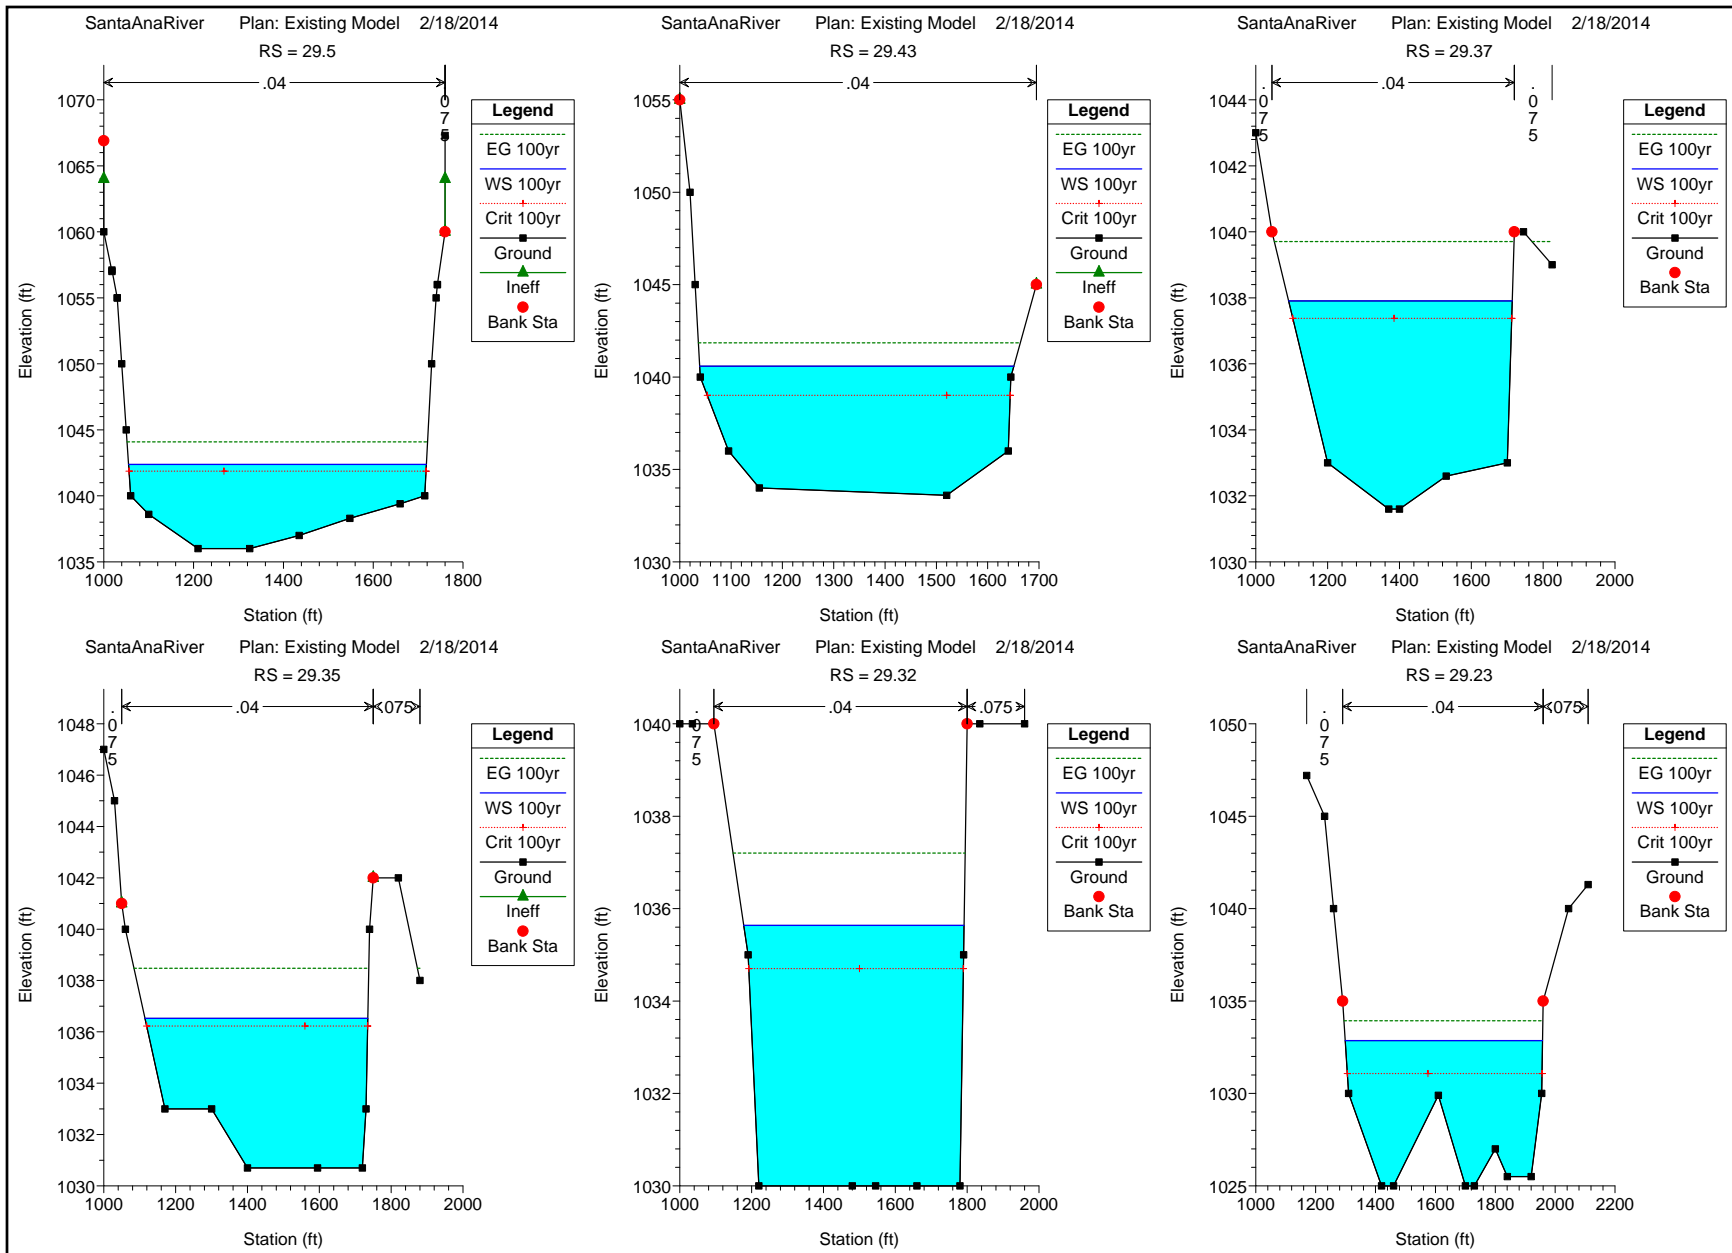 SantaAnaRiver Plan: Existing Model 2/18/2014
RS = 29.5
.04
.075
1070
1065
1060
1055
1050
1045
1040
1035
1000 1200 1400 1600 1800
Station (ft)
Elevation (ft)
Legend
EG 100yr
WS 100yr
Crit 100yr
Ground
Ineff
Bank Sta
SantaAnaRiver Plan: Existing Model 2/18/2014
RS = 29.43
.04
1055
1050
1045
1040
1035
1030
1000 1100 1200 1300 1400 1500 1600 1700
Station (ft)
Elevation (ft)
Legend
EG 100yr
WS 100yr
Crit 100yr
Ground
Ineff
Bank Sta
SantaAnaRiver Plan: Existing Model 2/18/2014
RS = 29.37
.075
.04
.075
1044
1042
1040
1038
1036
1034
1032
1030
1000 1200 1400 1600 1800 2000
Station (ft)
Elevation (ft)
Legend
EG 100yr
WS 100yr
Crit 100yr
Ground
Bank Sta
SantaAnaRiver Plan: Existing Model 2/18/2014
RS = 29.35
.075
.04
.075
1048
1046
1044
1042
1040
1038
1036
1034
1032
1030
1000 1200 1400 1600 1800 2000
Station (ft)
Elevation (ft)
Legend
EG 100yr
WS 100yr
Crit 100yr
Ground
Ineff
Bank Sta
SantaAnaRiver Plan: Existing Model 2/18/2014
RS = 29.32
.075
.04
.075
1040
1038
1036
1034
1032
1030
1000 1200 1400 1600 1800 2000
Station (ft)
Elevation (ft)
Legend
EG 100yr
WS 100yr
Crit 100yr
Ground
Bank Sta
SantaAnaRiver Plan: Existing Model 2/18/2014
RS = 29.23
.075
.04
.075
1050
1045
1040
1035
1030
1025
1000 1200 1400 1600 1800 2000 2200
Station (ft)
Elevation (ft)
Legend
EG 100yr
WS 100yr
Crit 100yr
Ground
Bank Sta